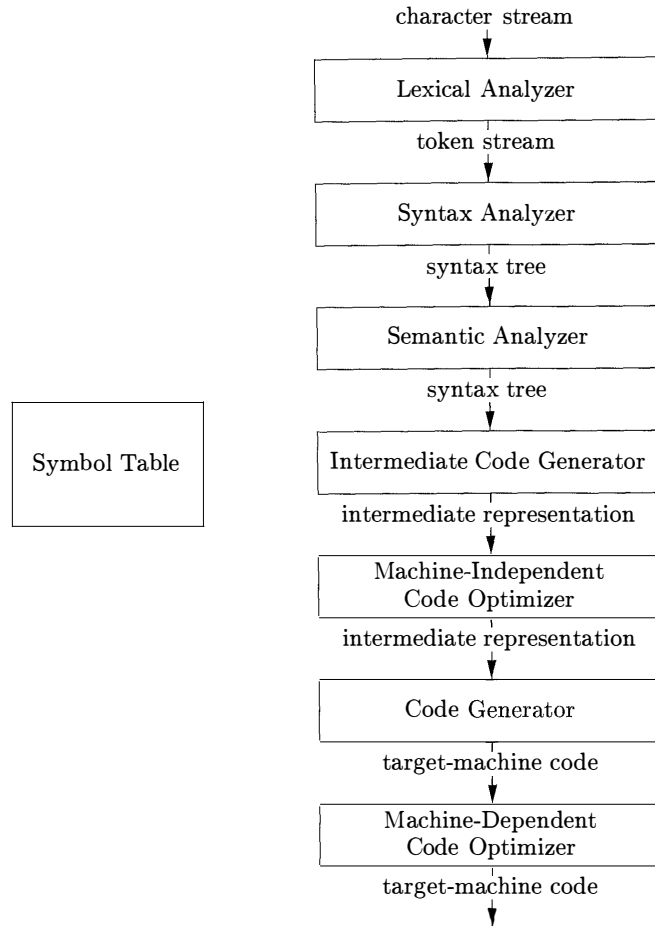 character stream
Lexical Analyzer
token stream
Syntax Analyzer
syntax tree
Semantic Analyzer
syntax tree
Symbol Table
Intermediate Code Generator
intermediate representation
Machine-Independent
Code Optimizer
intermediate representation
Code Generator
target-machine code
Machine-Dependent
Code Optimizer
target-machine code